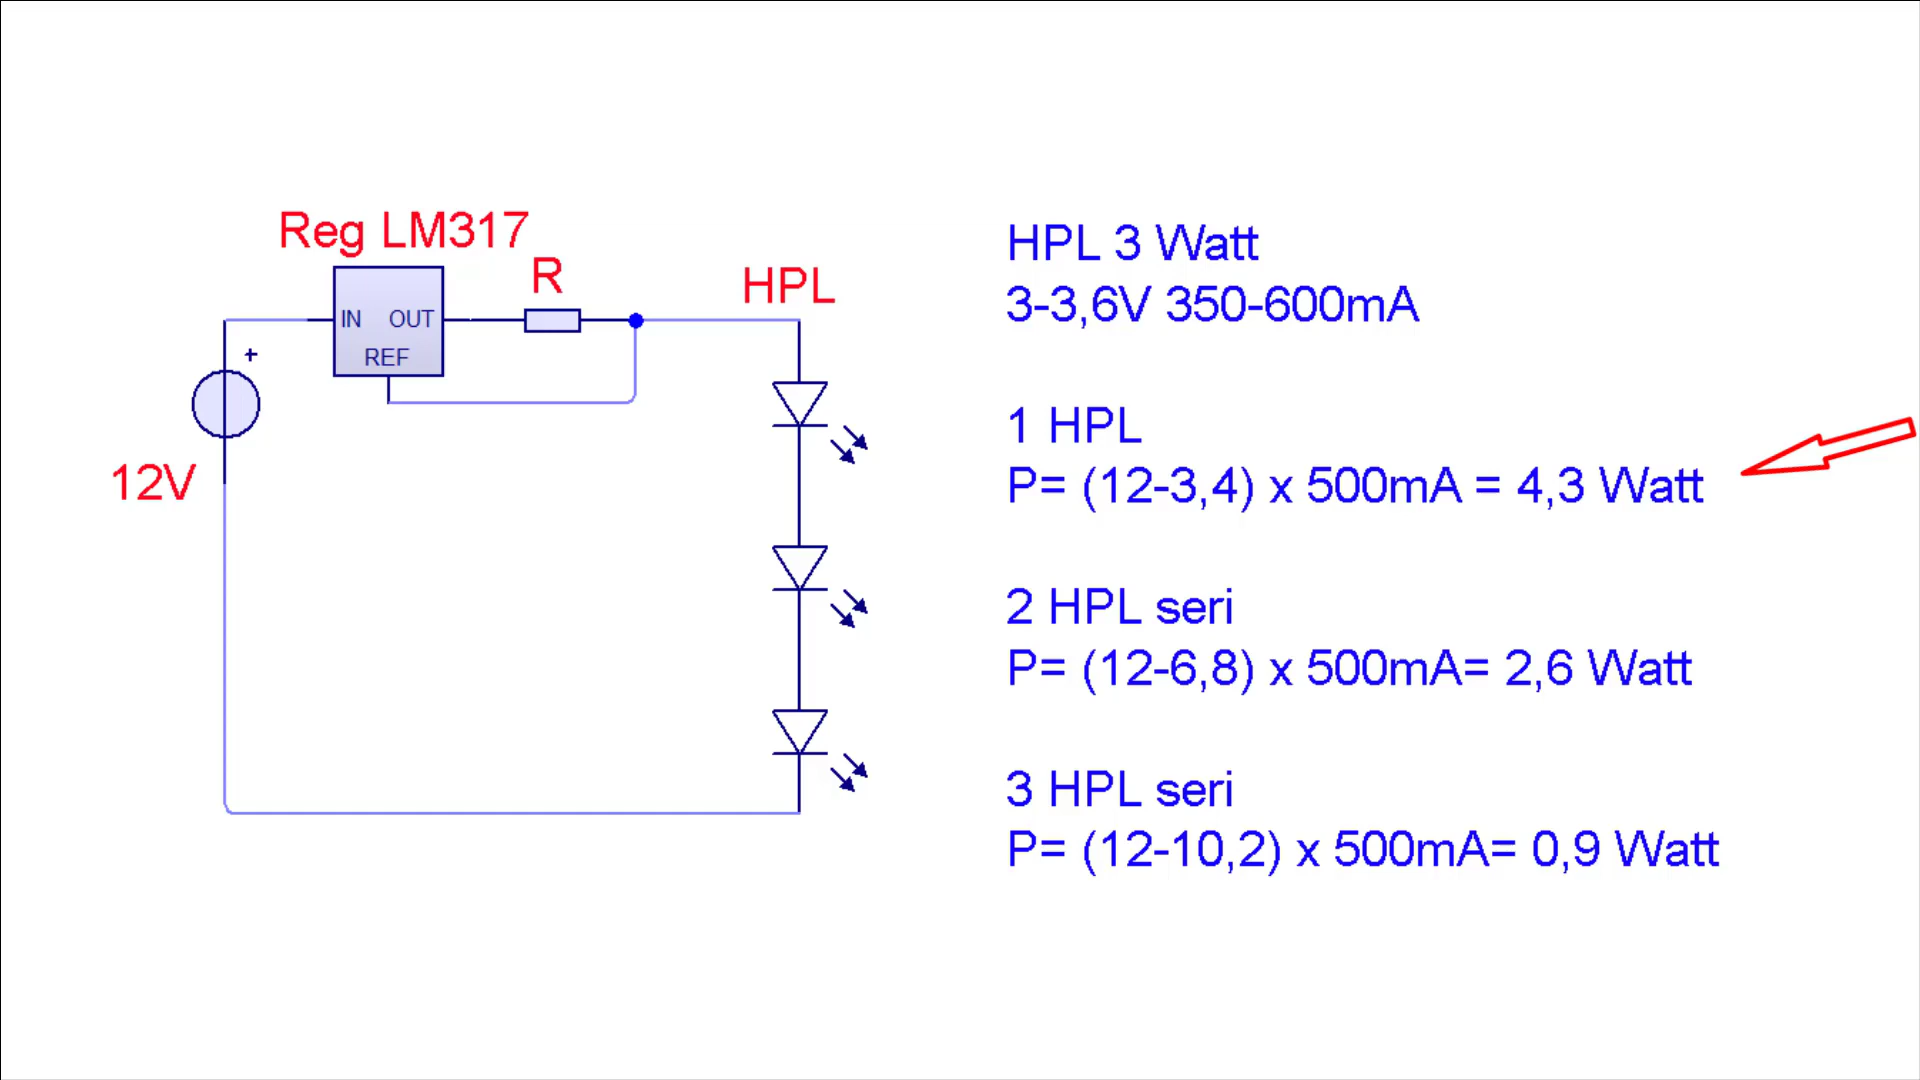 Reg LM317
R
HPL
IN OUT
REF
+
12V
HPL 3 Watt
3-3,6V 350-600mA
1 HPL
P= (12-3,4) x 500mA = 4,3 Watt
2 HPL seri
P= (12-6,8) x 500mA= 2,6 Watt
3 HPL seri
P= (12-10,2) x 500mA= 0,9 Watt